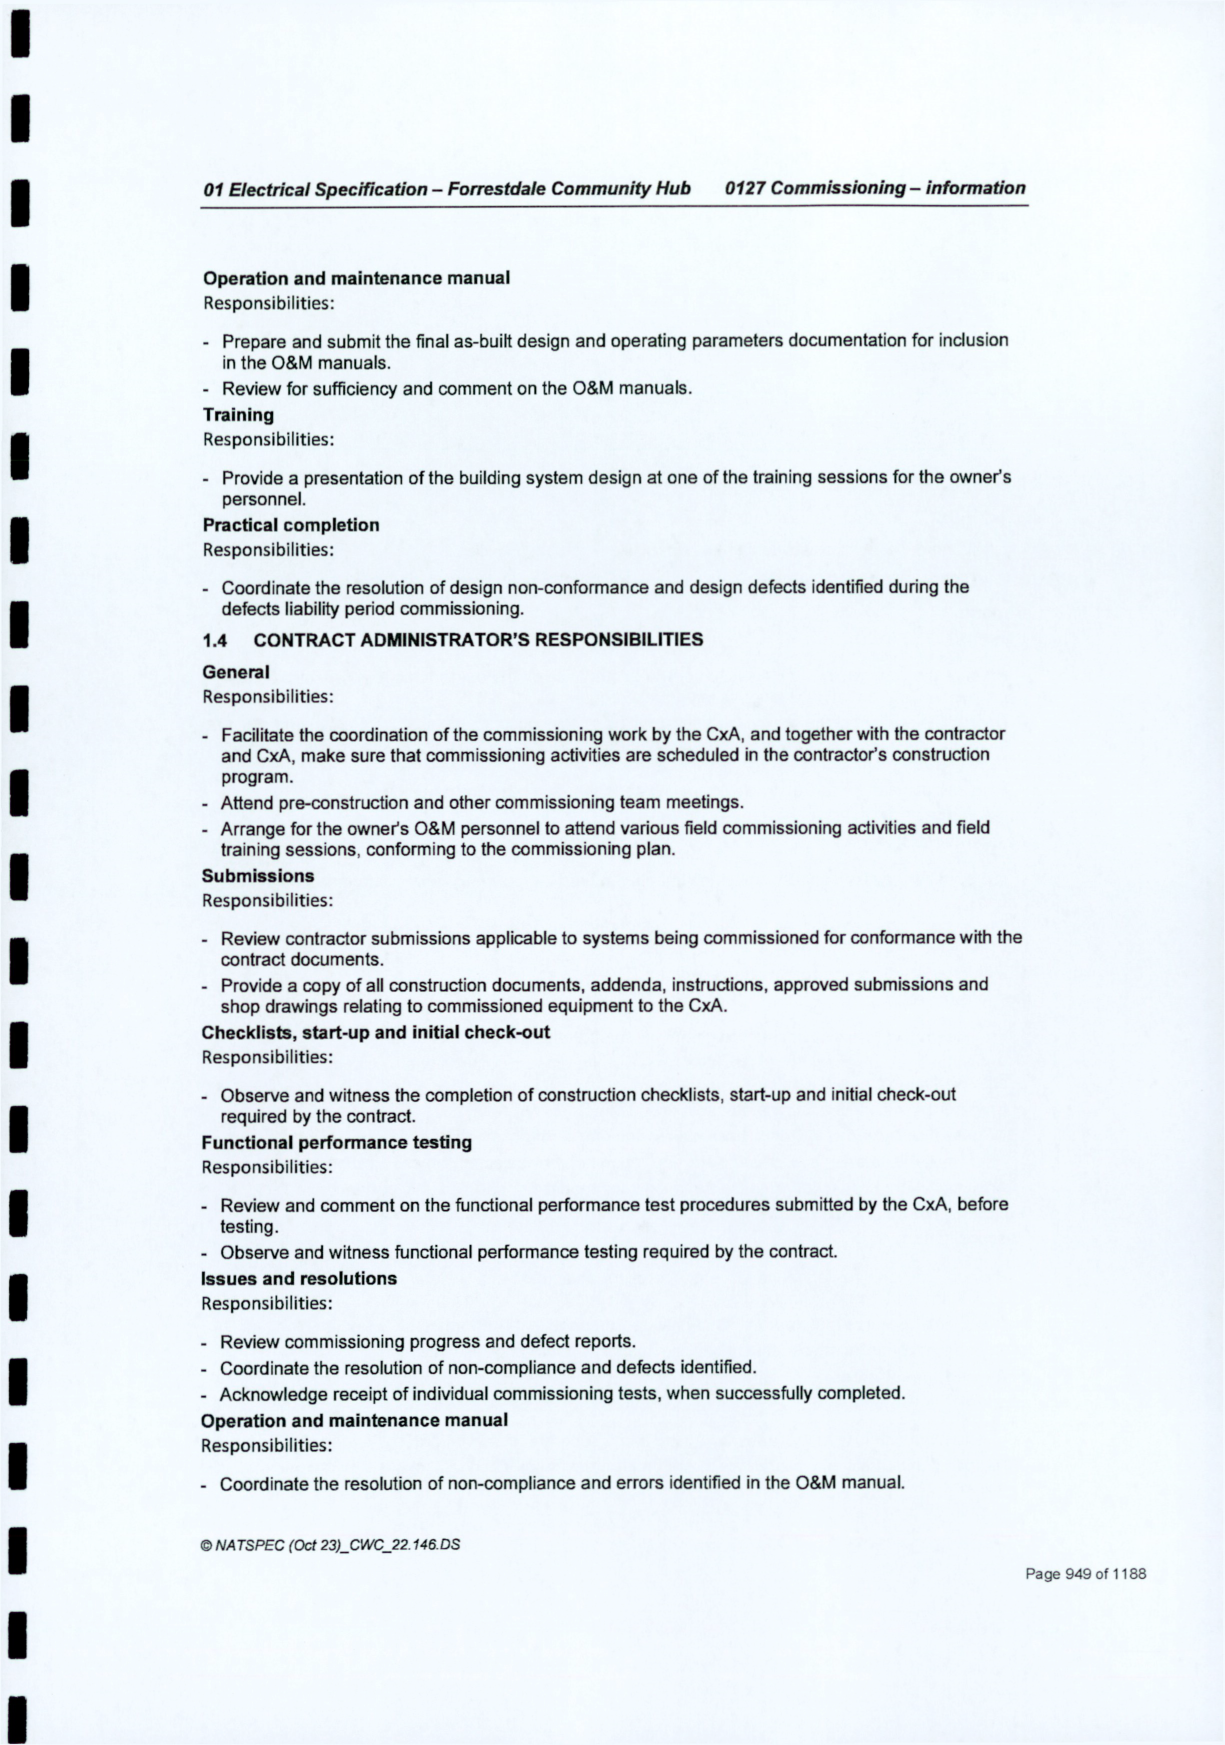 01 Electrical Specification – Forrestdale Community Hub 0127 Commissioning – information
Operation and maintenance manual
Responsibilities:
- Prepare and submit the final as-built design and operating parameters documentation for inclusion
in the O&M manuals.
- Review for sufficiency and comment on the O&M manuals.
Training
Responsibilities:
- Provide a presentation of the building system design at one of the training sessions for the owner's
personnel.
Practical completion
Responsibilities:
- Coordinate the resolution of design non-conformance and design defects identified during the
defects liability period commissioning.
1.4 CONTRACT ADMINISTRATOR'S RESPONSIBILITIES
General
Responsibilities:
- Facilitate the coordination of the commissioning work by the CxA, and together with the contractor
and CxA, make sure that commissioning activities are scheduled in the contractor's construction
program.
- Attend pre-construction and other commissioning team meetings.
- Arrange for the owner's O&M personnel to attend various field commissioning activities and field
training sessions, conforming to the commissioning plan.
Submissions
Responsibilities:
- Review contractor submissions applicable to systems being commissioned for conformance with the
contract documents.
- Provide a copy of all construction documents, addenda, instructions, approved submissions and
shop drawings relating to commissioned equipment to the CxA.
Checklists, start-up and initial check-out
Responsibilities:
- Observe and witness the completion of construction checklists, start-up and initial check-out
required by the contract.
Functional performance testing
Responsibilities:
- Review and comment on the functional performance test procedures submitted by the CxA, before
testing.
- Observe and witness functional performance testing required by the contract.
Issues and resolutions
Responsibilities:
- Review commissioning progress and defect reports.
- Coordinate the resolution of non-compliance and defects identified.
- Acknowledge receipt of individual commissioning tests, when successfully completed.
Operation and maintenance manual
Responsibilities:
- Coordinate the resolution of non-compliance and errors identified in the O&M manual.
© NATSPEC (Oct 23)_CWC_22.146.DS
Page 949 of 1188